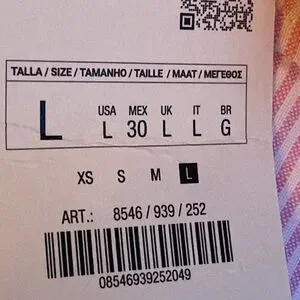 TALLA / SIZE / TAMANHO / TAILLE / MAAT / ΜΕΓΕΘΟΣ
USA MEX UK IT BR
L L 30 L L G
XS S M L
ART.: 8546 / 939 / 252
08546939252049